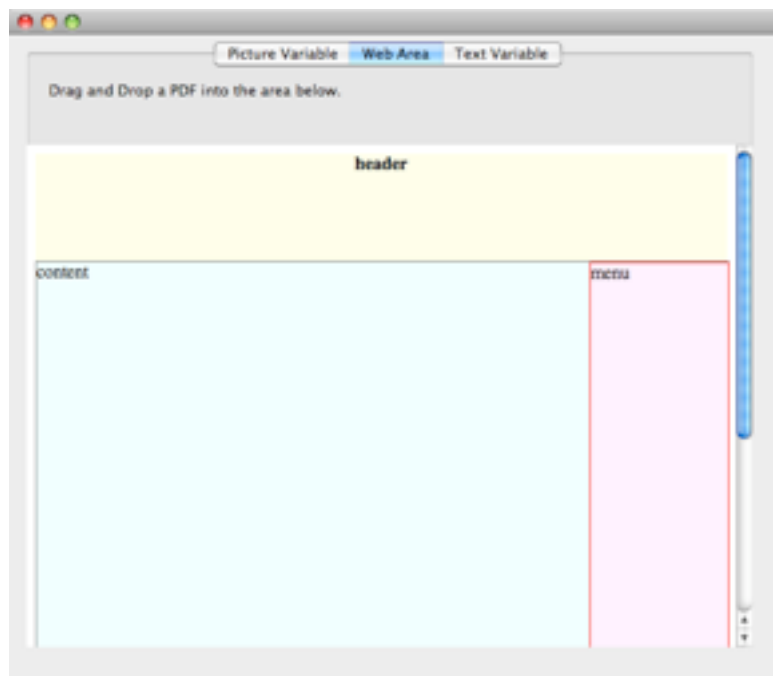 Picture Variable Web Area Text Variable
Drag and Drop a PDF into the area below.
header
content menu